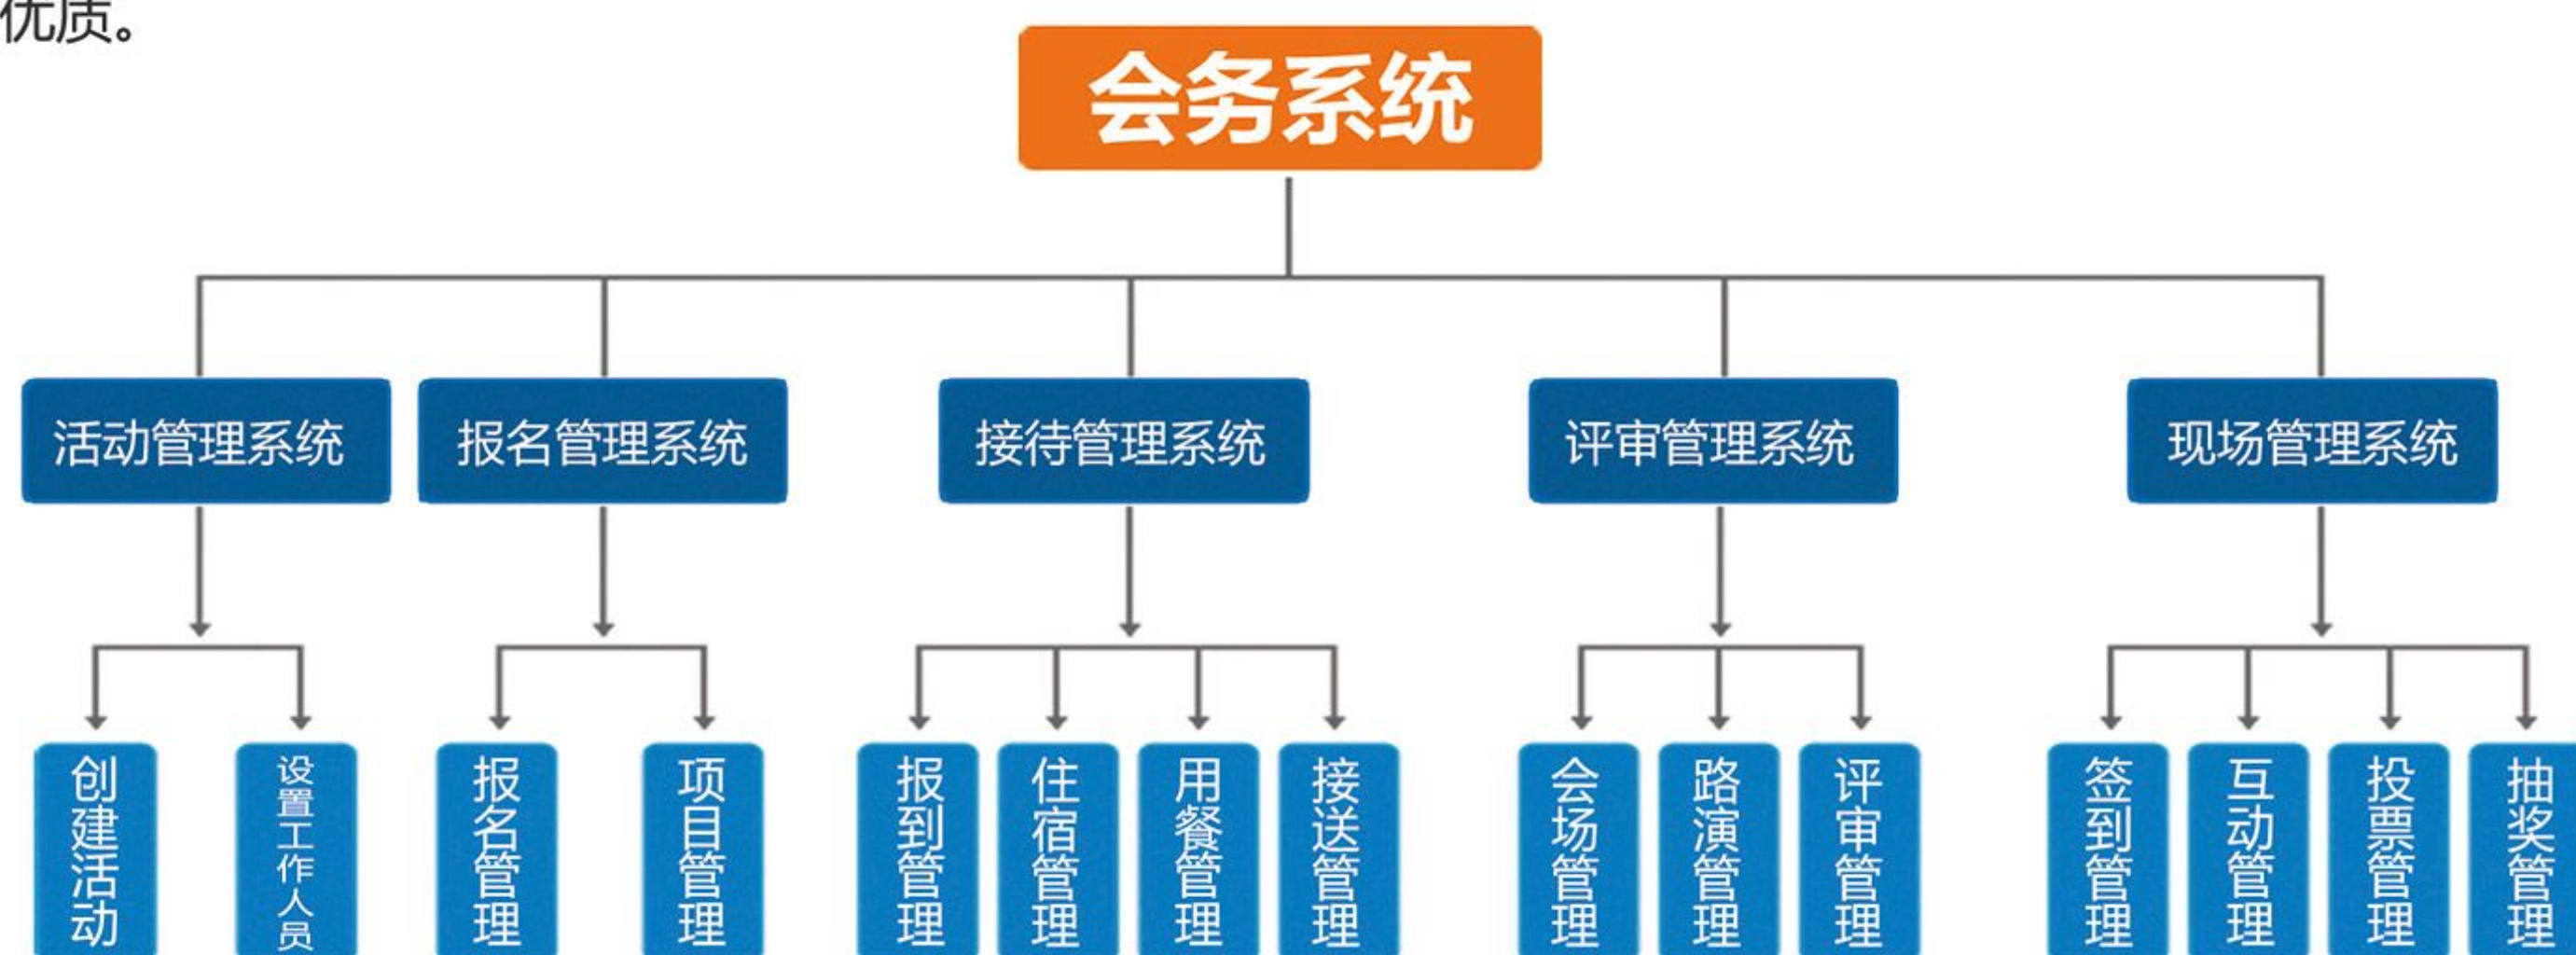 优质。
会务系统
活动管理系统
报名管理系统
接待管理系统
评审管理系统
现场管理系统
创建活动
设置工作人员
报名管理
项目管理
报到管理
住宿管理
用餐管理
接送管理
会场管理
路演管理
评审管理
签到管理
互动管理
投票管理
抽奖管理